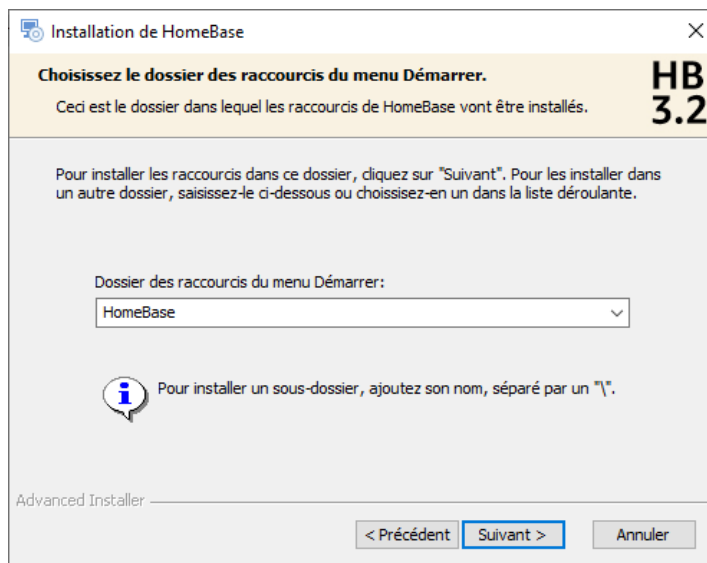 Installation de HomeBase
Choisissez le dossier des raccourcis du menu Démarrer.
Ceci est le dossier dans lequel les raccourcis de HomeBase vont être installés.
HB
3.2
Pour installer les raccourcis dans ce dossier, cliquez sur "Suivant". Pour les installer dans
un autre dossier, saisissez-le ci-dessous ou choisissez-en un dans la liste déroulante.
Dossier des raccourcis du menu Démarrer:
HomeBase
Pour installer un sous-dossier, ajoutez son nom, séparé par un "\".
Advanced Installer
< Précédent
Suivant >
Annuler